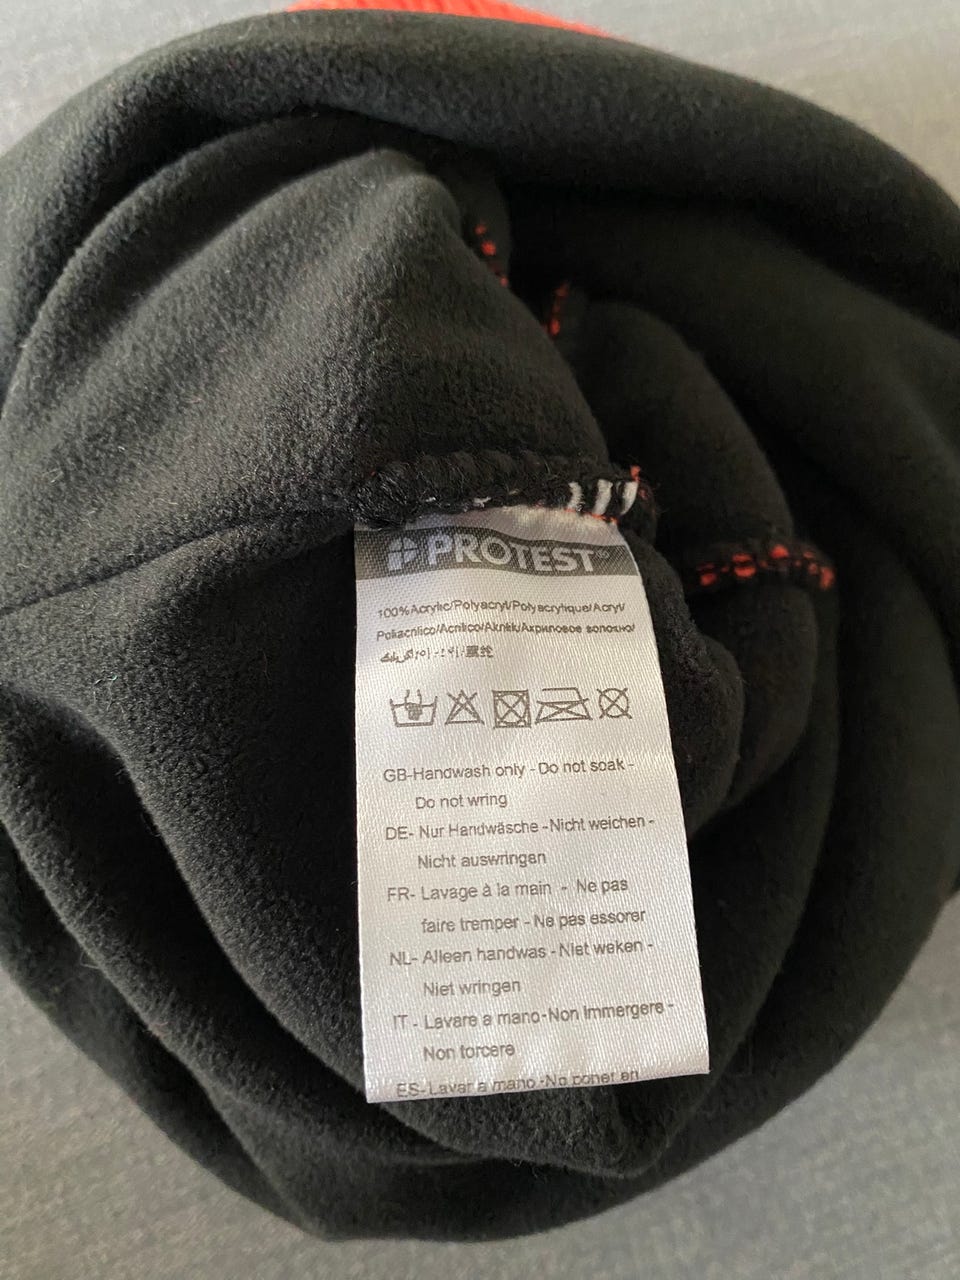 PROTEST
100% Acrylic/Polyacryl/Polyacrylique/Acryl/
Poliacrilico/Acrilico/Akrilik/Акриловое волокно/
GB-Handwash only - Do not soak -
Do not wring
DE- Nur Handwäsche - Nicht weichen -
Nicht auswringen
FR- Lavage à la main - Ne pas
faire tremper - Ne pas essorer
NL- Alleen handwas - Niet weken -
Niet wringen
IT - Lavare a mano-Non Immergere -
Non torcere
ES- Lavar a mano -No poner en